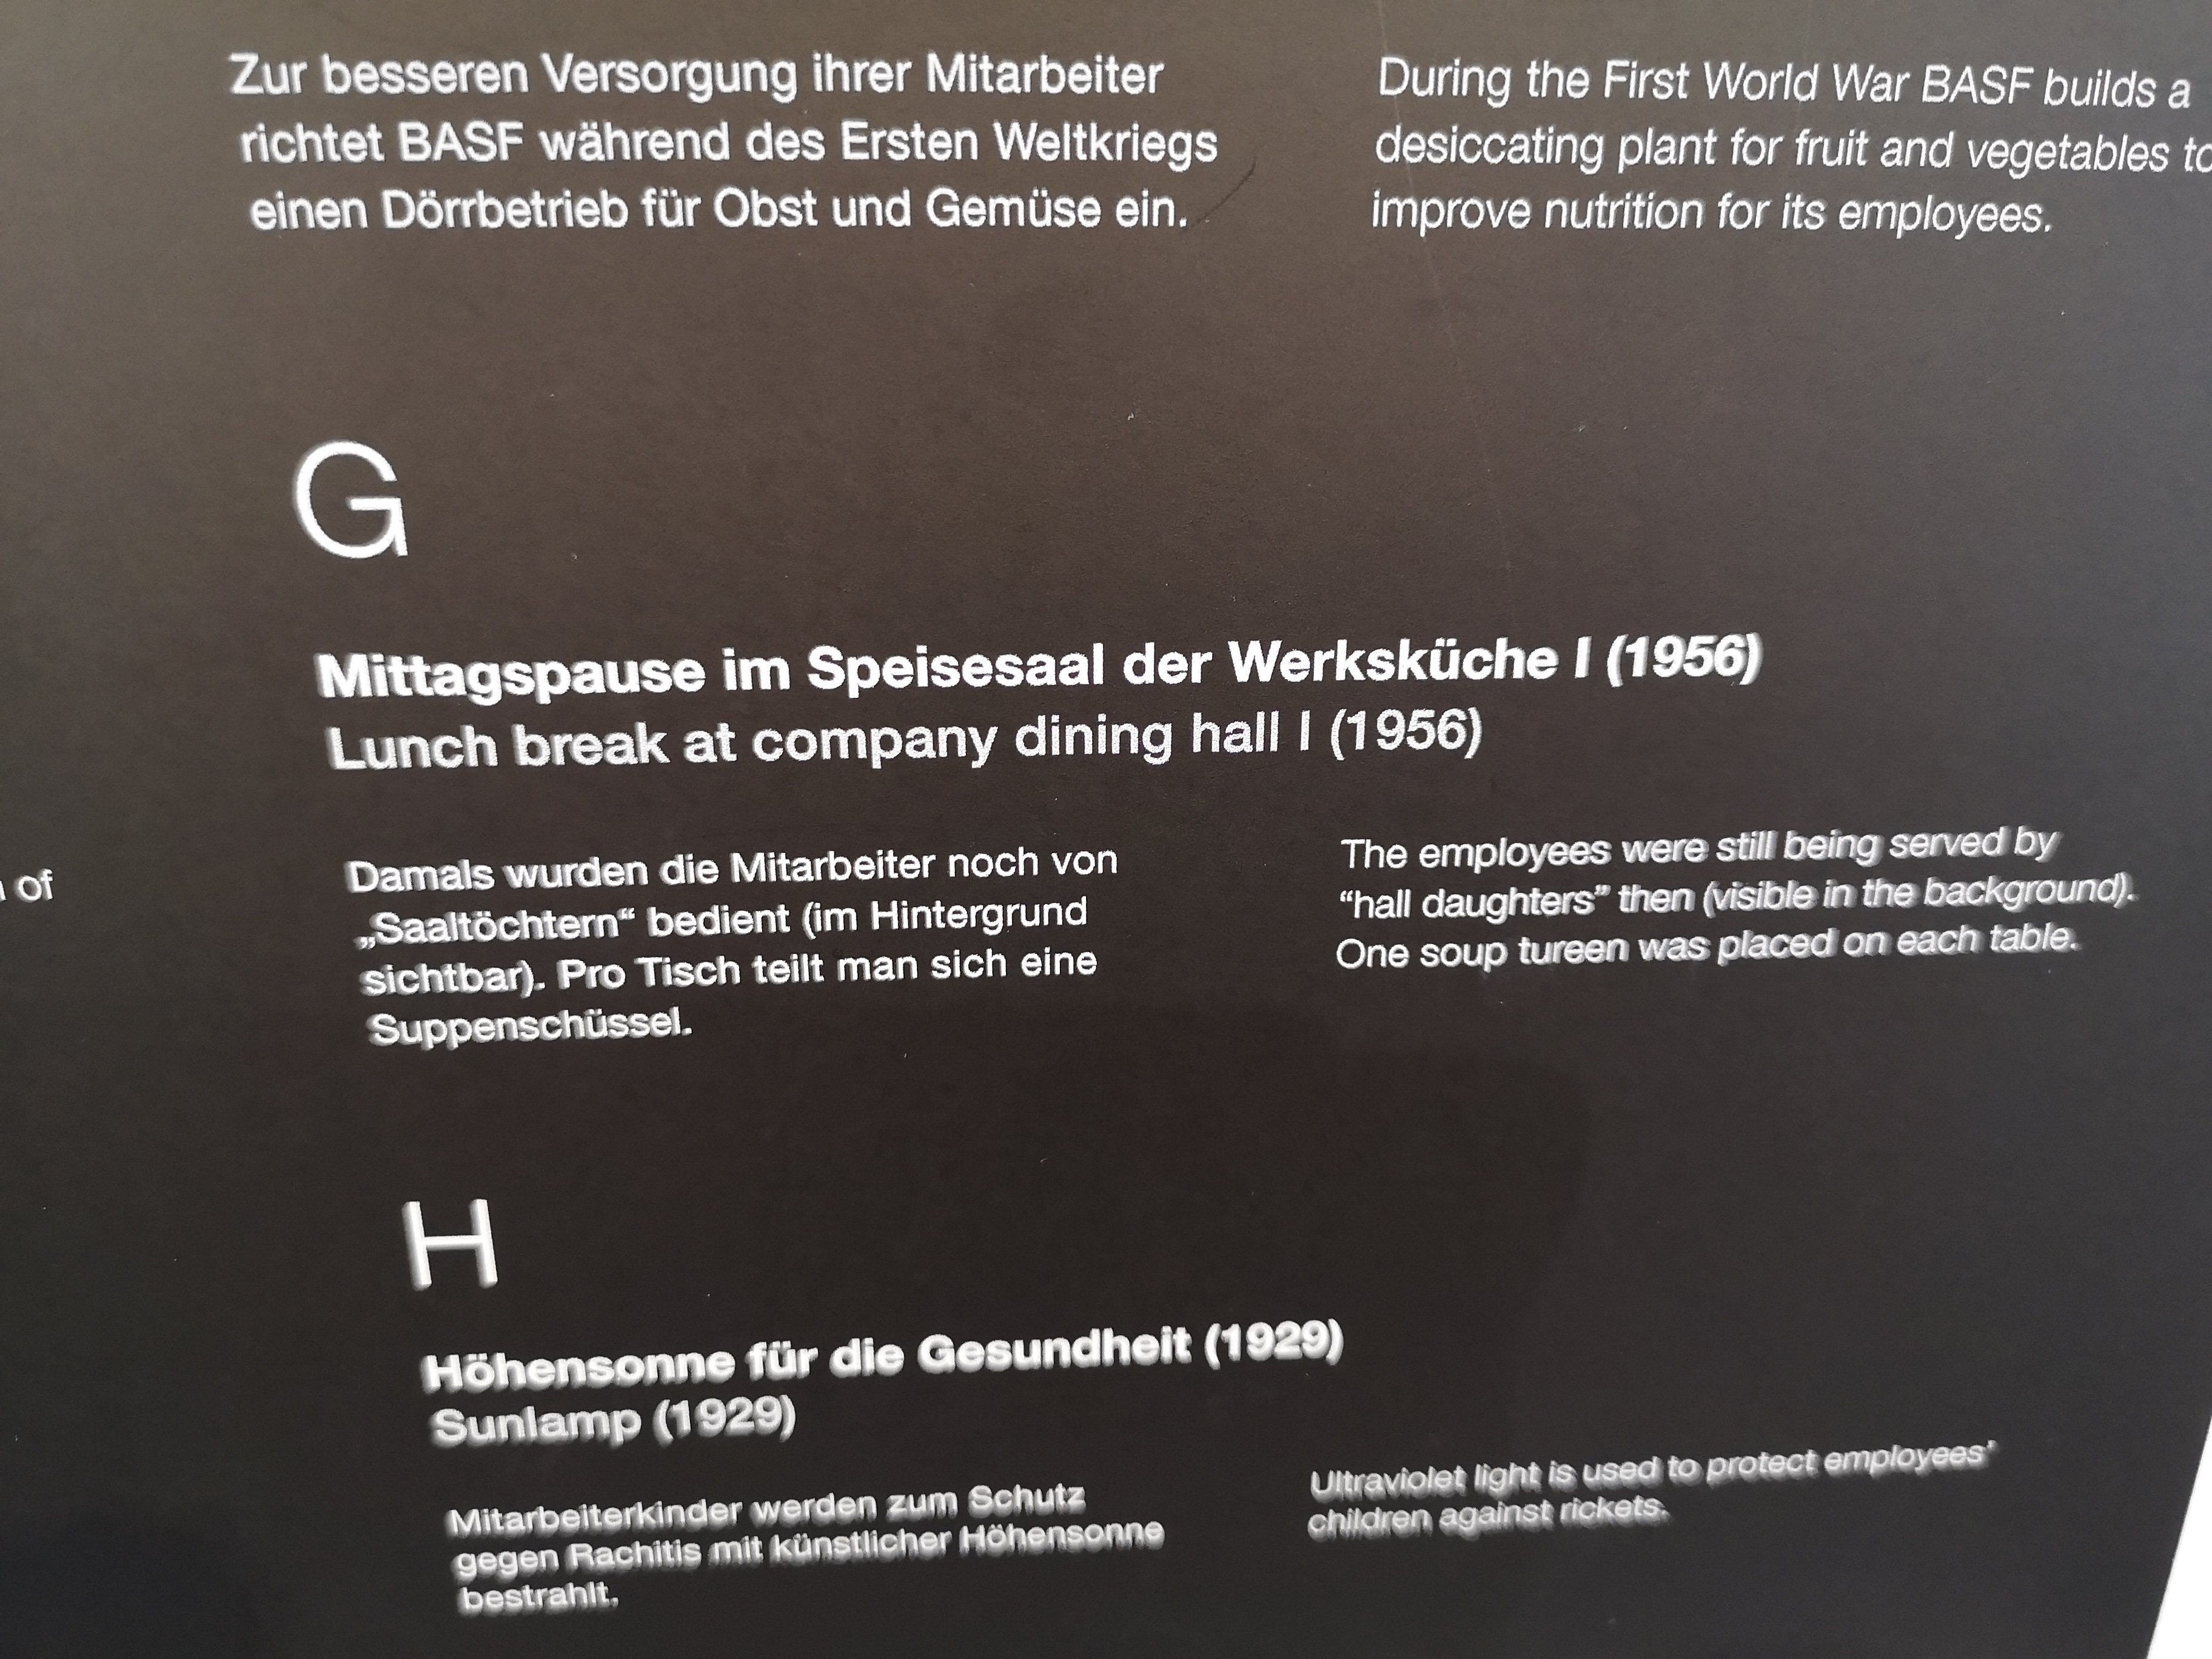 Zur besseren Versorgung ihrer Mitarbeiter
richtet BASF während des Ersten Weltkriegs
einen Dörrbetrieb für Obst und Gemüse ein.
During the First World War BASF builds a
desiccating plant for fruit and vegetables to
improve nutrition for its employees.
of
G
Mittagspause im Speisesaal der Werksküche I (1956)
Lunch break at company dining hall I (1956)
Damals wurden die Mitarbeiter noch von
„Saaltöchtern“ bedient (im Hintergrund
sichtbar). Pro Tisch teilt man sich eine
Suppenschüssel.
The employees were still being served by
“hall daughters” then (visible in the background).
One soup tureen was placed on each table.
H
Höhensonne für die Gesundheit (1929)
Sunlamp (1929)
Mitarbeiterkinder werden zum Schutz
gegen Rachitis mit künstlicher Höhensonne
bestrahlt.
Ultraviolet light is used to protect employees’
children against rickets.